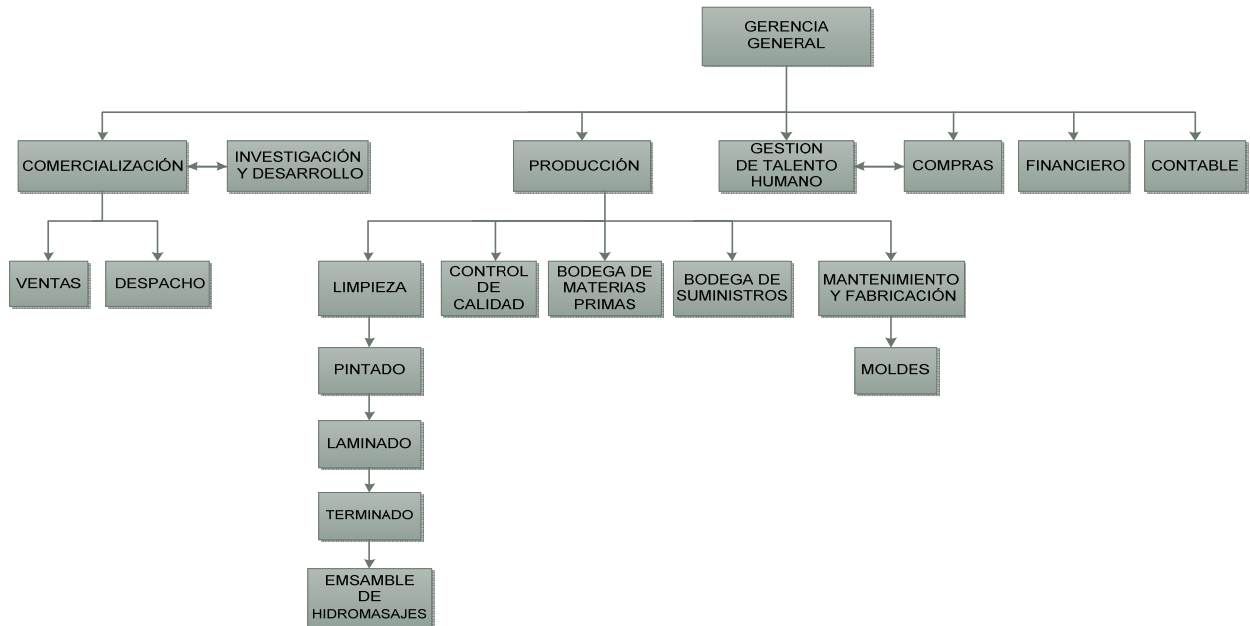 GERENCIA
GENERAL
COMERCIALIZACIÓN
INVESTIGACIÓN
Y DESARROLLO
PRODUCCIÓN
GESTION
DE TALENTO
HUMANO
COMPRAS
FINANCIERO
CONTABLE
VENTAS
DESPACHO
LIMPIEZA
CONTROL
DE
CALIDAD
BODEGA DE
MATERIAS
PRIMAS
BODEGA DE
SUMINISTROS
MANTENIMIENTO
Y FABRICACIÓN
PINTADO
MOLDES
LAMINADO
TERMINADO
EMSAMBLE
DE
HIDROMASAJES